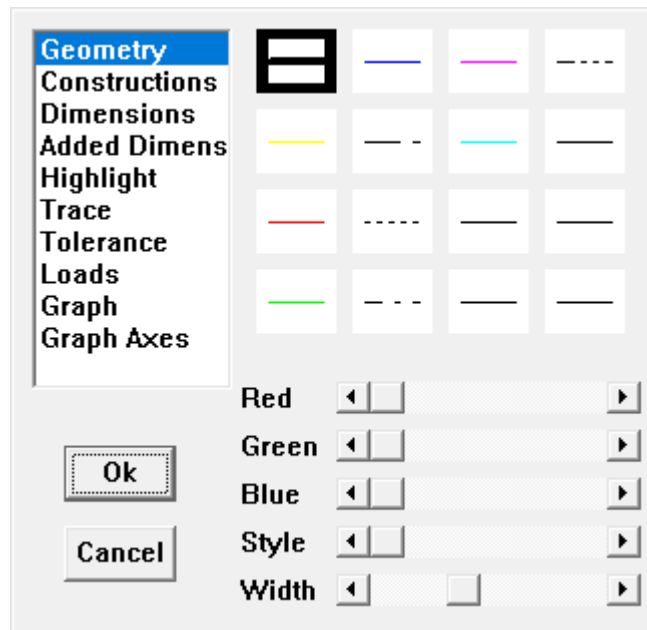 Geometry
Constructions
Dimensions
Added Dimens
Highlight
Trace
Tolerance
Loads
Graph
Graph Axes
Red
Green
Blue
Style
Width
Ok
Cancel